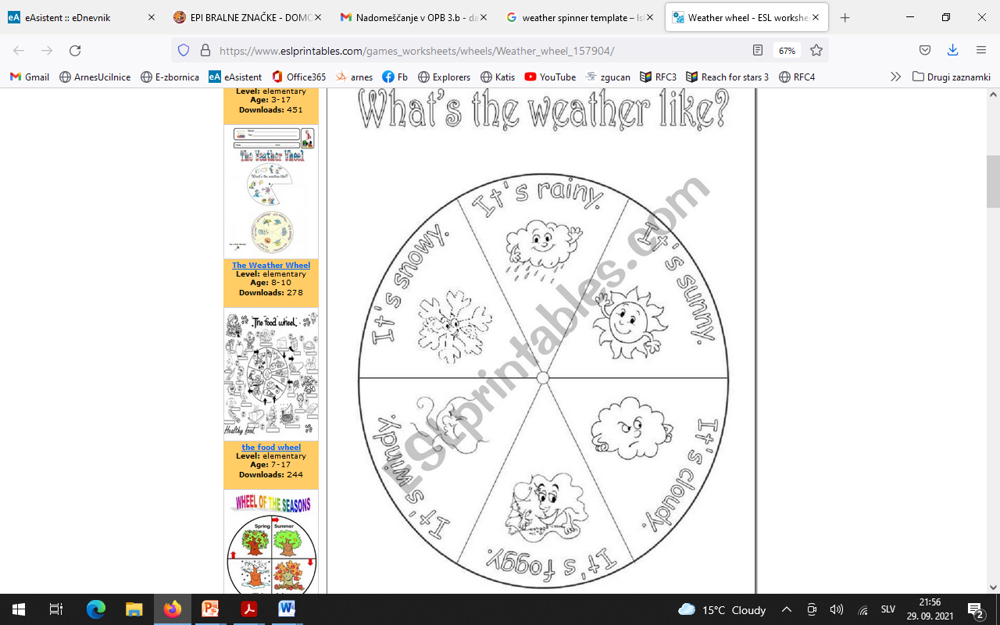 eAsistent :: eDnevnik
EPI BRALNE ZNAČKE - DOMO
Nadomeščanje v OPB 3.b - da
weather spinner template – Isk
Weather wheel - ESL workshe
https://www.eslprintables.com/games_worksheets/wheels/Weather_wheel_157904/
67%
Gmail
ArnesUcilnice
E-zbornica
eAsistent
Office365
arnes
Fb
Explorers
Katis
YouTube
zgucan
RFC3
Reach for stars 3
RFC4
Drugi zaznamki
Level: elementary
Age: 3-17
Downloads: 451
The Weather Wheel
What's the weather like?
The Weather Wheel
Level: elementary
Age: 8-10
Downloads: 278
The "food" wheel
Healthy food.
the food wheel
Level: elementary
Age: 7-17
Downloads: 244
WHEEL OF THE SEASONS
Spring
Summer
What's the weather like?
It's rainy.
It's sunny.
It's cloudy.
It's foggy.
It's windy.
It's snowy.
ESLprintables.com
15°C Cloudy
SLV
21:56
29. 09. 2021
2